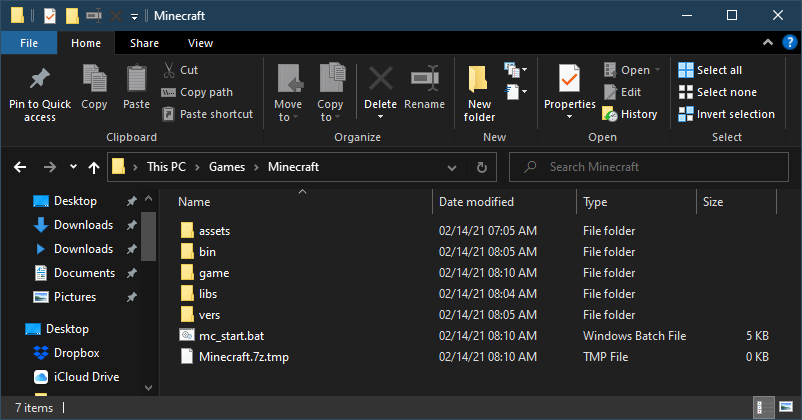 Minecraft
File Home Share View
Pin to Quick access
Copy
Paste
Cut
Copy path
Paste shortcut
Clipboard
Move to
Copy to
Delete
Rename
Organize
New folder
New
Properties
Open
Edit
History
Open
Select all
Select none
Invert selection
Select
This PC > Games > Minecraft
Search Minecraft
Desktop
Downloads
Downloads
Documents
Pictures
Desktop
Dropbox
iCloud Drive
Name Date modified Type Size
assets 02/14/21 07:05 AM File folder
bin 02/14/21 08:05 AM File folder
game 02/14/21 08:10 AM File folder
libs 02/14/21 08:04 AM File folder
vers 02/14/21 08:05 AM File folder
mc_start.bat 02/14/21 08:10 AM Windows Batch File 5 KB
Minecraft.7z.tmp 02/14/21 08:10 AM TMP File 0 KB
7 items